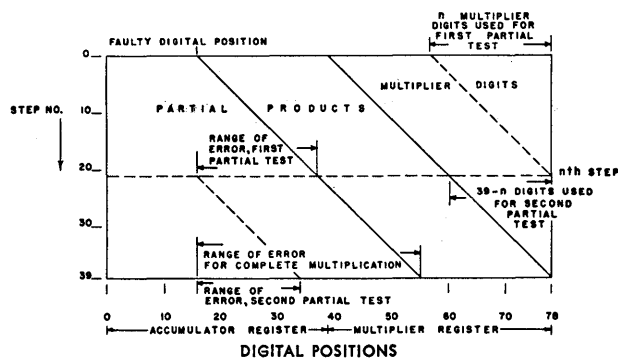 n MULTIPLIER
DIGITS USED FOR
FIRST PARTIAL
TEST
FAULTY DIGITAL POSITION
0
MULTIPLIER DIGITS
STEP NO.
10
PARTIAL PRODUCTS
RANGE OF
ERROR, FIRST
PARTIAL TEST
20
nth STEP
39-n DIGITS USED
FOR SECOND
PARTIAL
TEST
30
RANGE OF ERROR
FOR COMPLETE MULTIPLICATION
39
RANGE OF
ERROR, SECOND PARTIAL TEST
0 10 20 30 40 50 60 70 78
ACCUMULATOR REGISTER MULTIPLIER REGISTER
DIGITAL POSITIONS